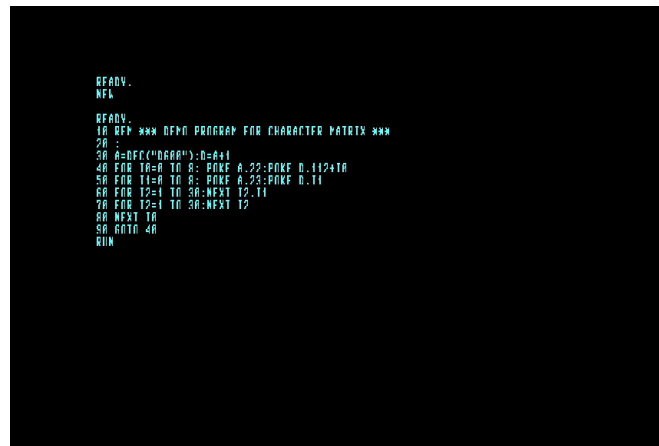 READY.
NEW
READY.
10 REM *** DEMO PROGRAM FOR CHARACTER MATRIX ***
20 :
30 A=DEC("D600"):D=A+1
40 FOR T0=0 TO 8: POKE A,22:POKE D,112+T0
50 FOR T1=0 TO 8: POKE A,23:POKE D,T1
60 FOR T2=1 TO 30:NEXT T2,T1
70 FOR T2=1 TO 30:NEXT T2
80 NEXT T0
90 GOTO 40
RUN